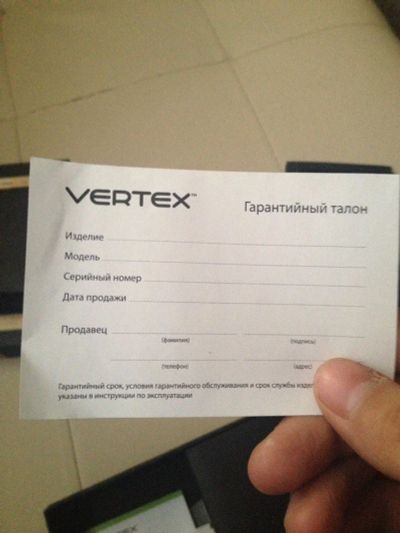 VERTEX™
Гарантийный талон
Изделие
Модель
Серийный номер
Дата продажи
Продавец
(фамилия) (подпись)
(телефон) (адрес)
Гарантийный срок, условия гарантийного обслуживания и срок службы
указаны в инструкции по эксплуатации